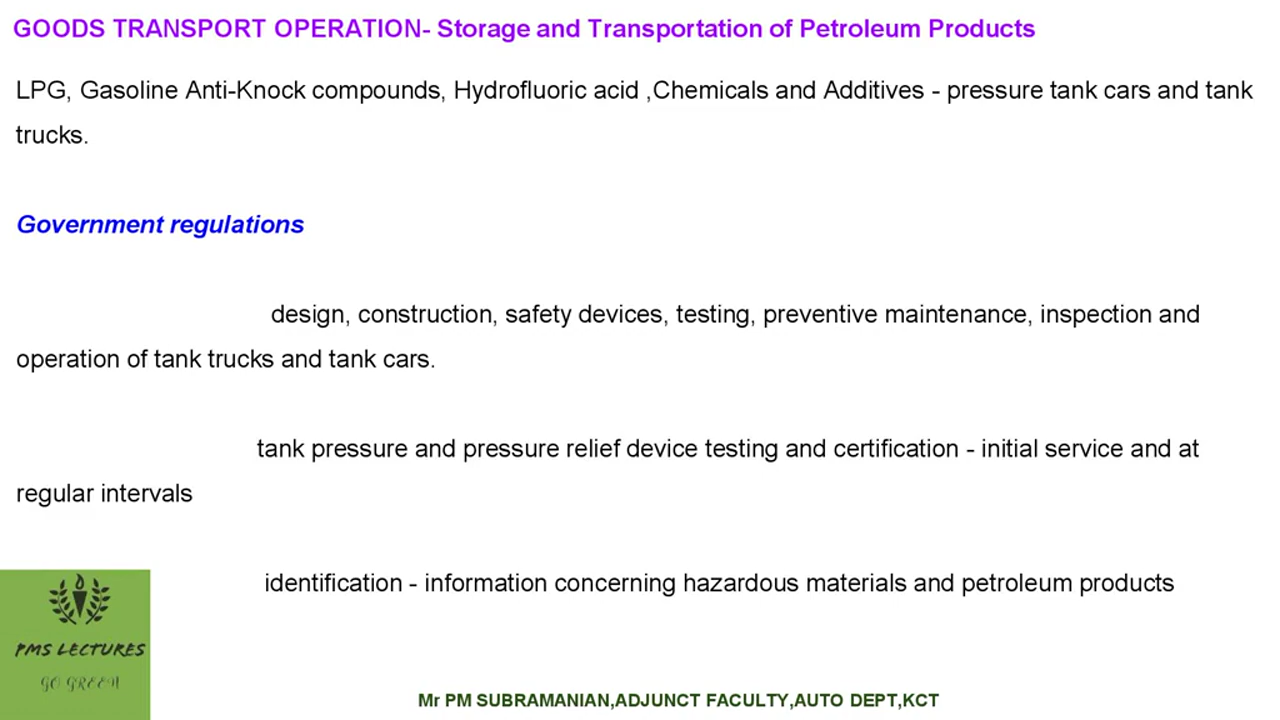 GOODS TRANSPORT OPERATION- Storage and Transportation of Petroleum Products
LPG, Gasoline Anti-Knock compounds, Hydrofluoric acid ,Chemicals and Additives - pressure tank cars and tank
trucks.
Government regulations
design, construction, safety devices, testing, preventive maintenance, inspection and
operation of tank trucks and tank cars.
tank pressure and pressure relief device testing and certification - initial service and at
regular intervals
identification - information concerning hazardous materials and petroleum products
PMS LECTURES
GO GREEN
Mr PM SUBRAMANIAN,ADJUNCT FACULTY,AUTO DEPT,KCT